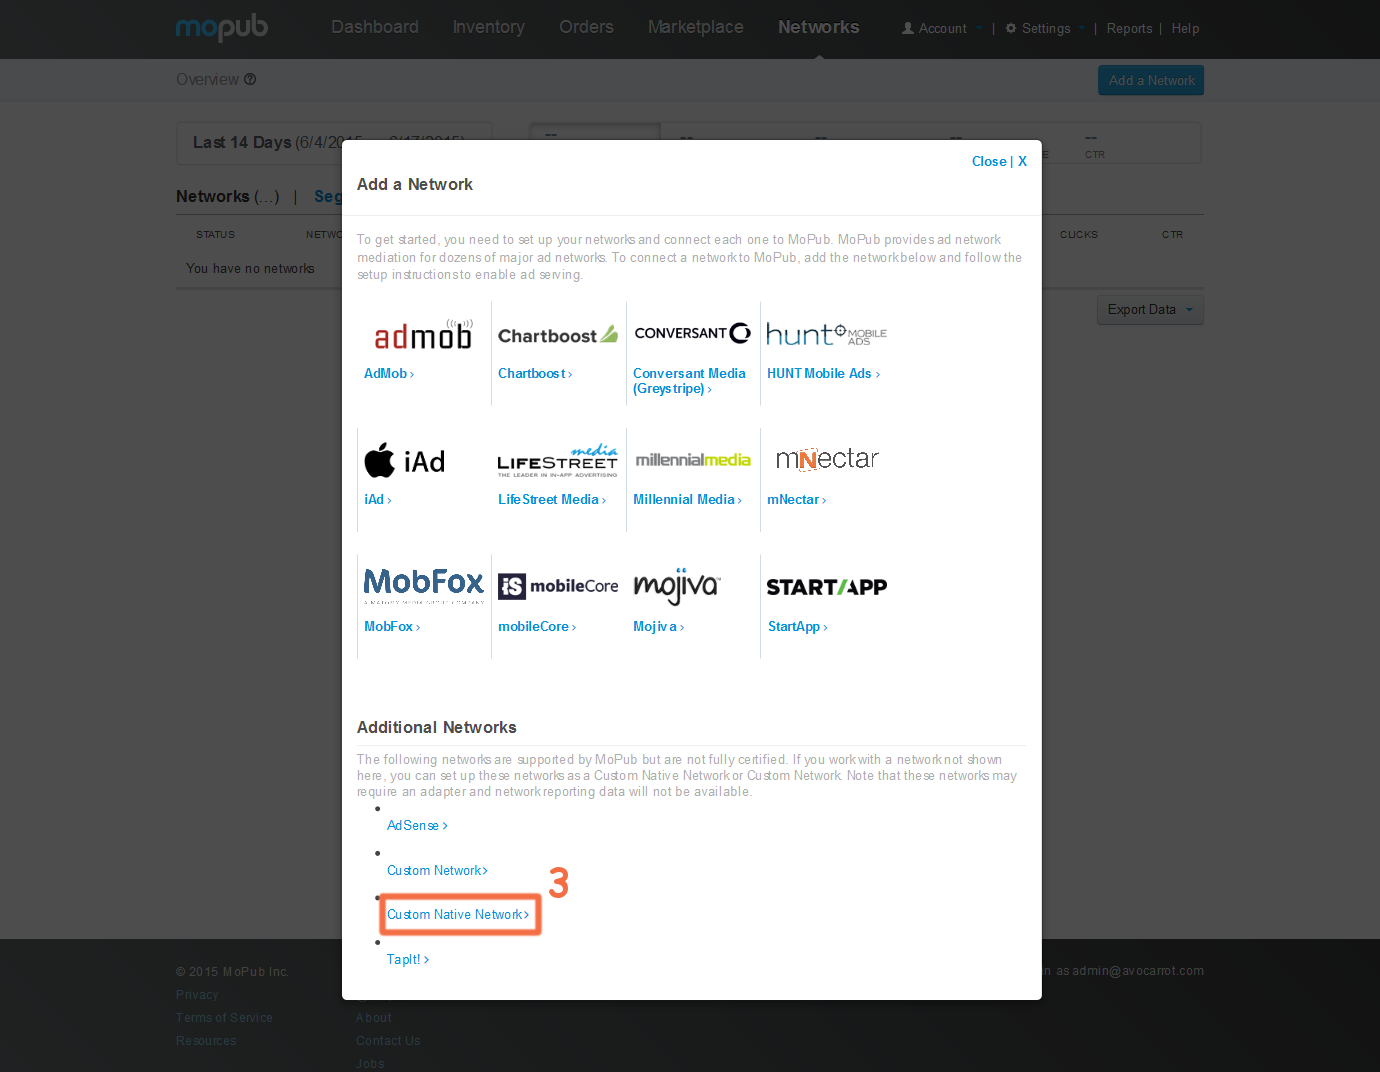 mopub
Dashboard Inventory Orders Marketplace Networks Account | Settings | Reports | Help
Overview
Add a Network
Last 14 Days
--
--
CTR
Networks (...) | Seg
STATUS
CLICKS
CTR
You have no networks
Export Data
Close | X
Add a Network
To get started, you need to set up your networks and connect each one to MoPub. MoPub provides ad network
mediation for dozens of major ad networks. To connect a network to MoPub, add the network below and follow the
setup instructions to enable ad serving.
admob Chartboost CONVERSANT hunt MOBILE ADS
AdMob › Chartboost › Conversant Media (Greystripe) › HUNT Mobile Ads ›
iAd LIFESTREET media millennialmedia mNectar
THE LEADER IN IN-APP ADVERTISING
iAd › LifeStreet Media › Millennial Media › mNectar ›
MobFox iS mobileCore mojiva START/APP
MobFox › mobileCore › Mojiva › StartApp ›
Additional Networks
The following networks are supported by MoPub but are not fully certified. If you work with a network not shown
here, you can set up these networks as a Custom Native Network or Custom Network. Note that these networks may
require an adapter and network reporting data will not be available.
• AdSense ›
• Custom Network ›
• Custom Native Network ›
3
• TapIt! ›
© 2015 MoPub Inc.
in as admin@avocarrot.com
Privacy
Terms of Service
About
Resources
Contact Us
Jobs